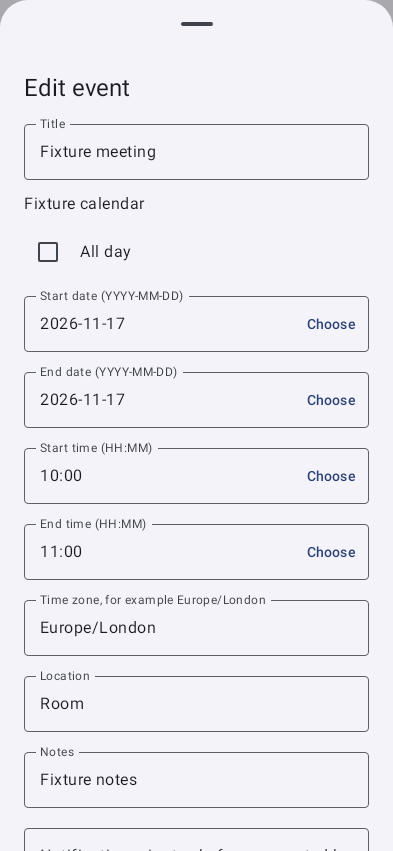 Edit event
Title
Fixture meeting
Fixture calendar
All day
Start date (YYYY-MM-DD)
2026-11-17
Choose
End date (YYYY-MM-DD)
2026-11-17
Choose
Start time (HH:MM)
10:00
Choose
End time (HH:MM)
11:00
Choose
Time zone, for example Europe/London
Europe/London
Location
Room
Notes
Fixture notes